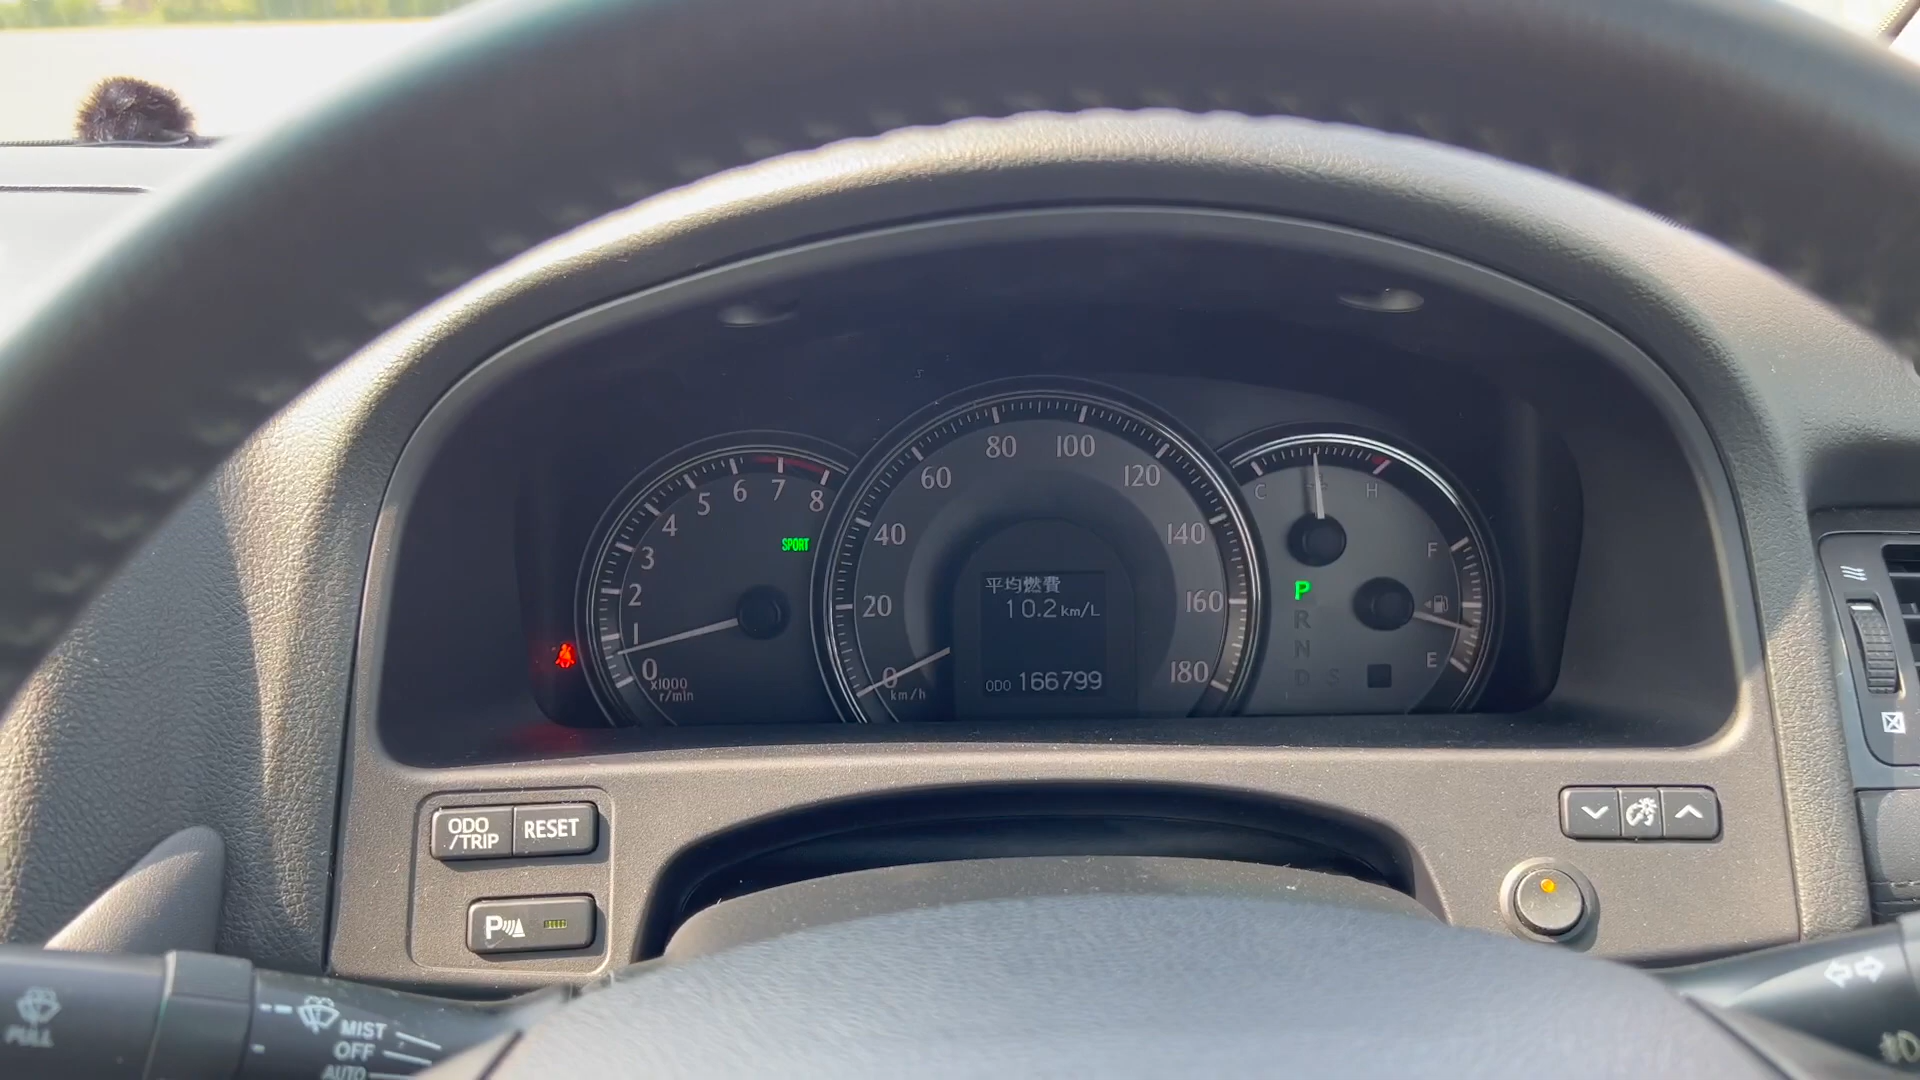 0
1
2
3
4
5
6
7
8
x1000
r/min
SPORT
0
20
40
60
80
100
120
140
160
180
km/h
平均燃費
10.2 km/L
ODO 166799
C
H
F
E
P
R
N
D S
ODO
/TRIP
RESET
P
PULL
MIST
OFF
AUTO